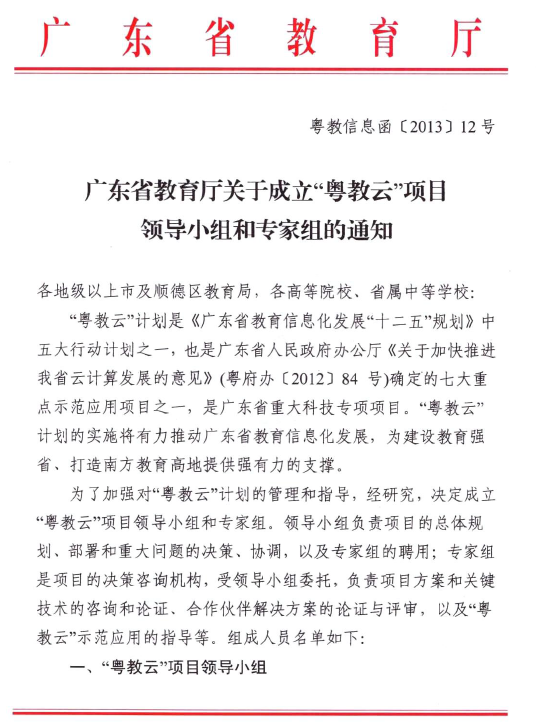 广东省教育厅
粤教信息函〔2013〕12号
广东省教育厅关于成立“粤教云”项目
领导小组和专家组的通知
各地级以上市及顺德区教育局，各高等院校、省属中等学校：
“粤教云”计划是《广东省教育信息化发展“十二五”规划》中
五大行动计划之一，也是广东省人民政府办公厅《关于加快推进
我省云计算发展的意见》(粤府办〔2012〕84 号)确定的七大重
点示范应用项目之一，是广东省重大科技专项项目。“粤教云”
计划的实施将有力推动广东省教育信息化发展，为建设教育强
省、打造南方教育高地提供强有力的支撑。
为了加强对“粤教云”计划的管理和指导，经研究，决定成立
“粤教云”项目领导小组和专家组。领导小组负责项目的总体规
划、部署和重大问题的决策、协调，以及专家组的聘用；专家组
是项目的决策咨询机构，受领导小组委托，负责项目方案和关键
技术的咨询和论证、合作伙伴解决方案的论证与评审，以及“粤
教云”示范应用的指导等。组成人员名单如下：
一、“粤教云”项目领导小组